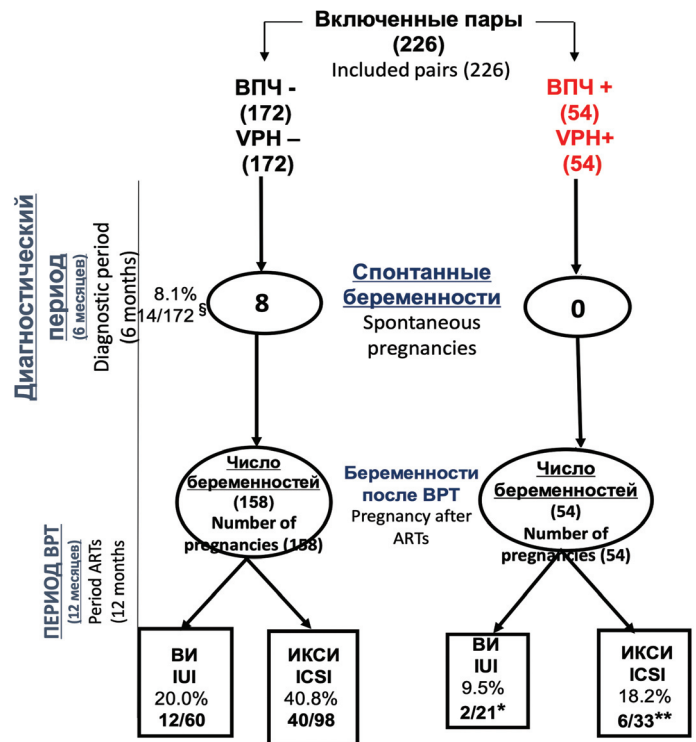 Включенные пары
(226)
Included pairs (226)
ВПЧ -
(172)
VPH –
(172)
ВПЧ +
(54)
VPH+
(54)
Диагностический
период
(6 месяцев)
Diagnostic period
(6 months)
8.1%
14/172 §
8
Спонтанные
беременности
Spontaneous
pregnancies
0
Число
беременностей
(158)
Number of
pregnancies (158)
Беременности
после ВРТ
Pregnancy after
ARTs
Число
беременностей
(54)
Number of
pregnancies (54)
ПЕРИОД ВРТ
(12 месяцев)
Period ARTs
(12 months
ВИ
IUI
20.0%
12/60
ИКСИ
ICSI
40.8%
40/98
ВИ
IUI
9.5%
2/21*
ИКСИ
ICSI
18.2%
6/33**